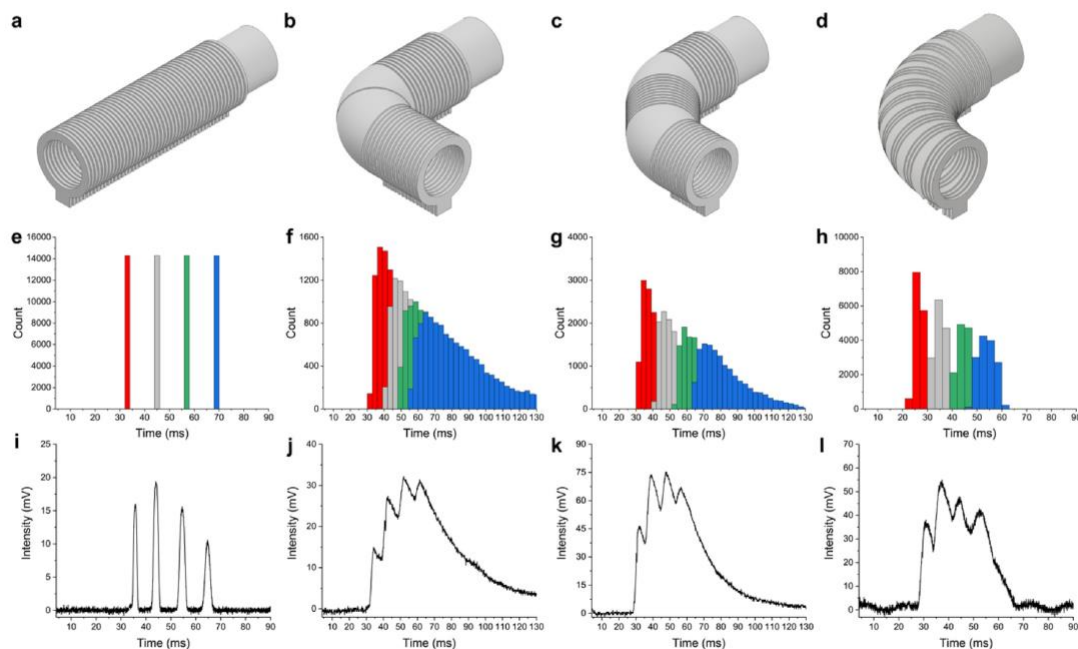 a b c d
e f g h
16000 14000 12000 10000 8000 6000 4000 2000 0
Count
10 20 30 40 50 60 70 80 90
Time (ms)
1600 1200 800 400 0
Count
10 20 30 40 50 60 70 80 90 100 110 120 130
Time (ms)
4000 3000 2000 1000 0
Count
10 20 30 40 50 60 70 80 90 100 110 120 130
Time (ms)
10000 8000 6000 4000 2000 0
Count
10 20 30 40 50 60 70 80 90
Time (ms)
i j k l
25 20 15 10 5 0
Intensity (mV)
10 20 30 40 50 60 70 80 90
Time (ms)
40 30 20 10 0
Intensity (mV)
10 20 30 40 50 60 70 80 90 100 110 120 130
Time (ms)
90 75 60 45 30 15 0
Intensity (mV)
10 20 30 40 50 60 70 80 90 100 110 120 130
Time (ms)
70 60 50 40 30 20 10 0
Intensity (mV)
10 20 30 40 50 60 70 80 90
Time (ms)